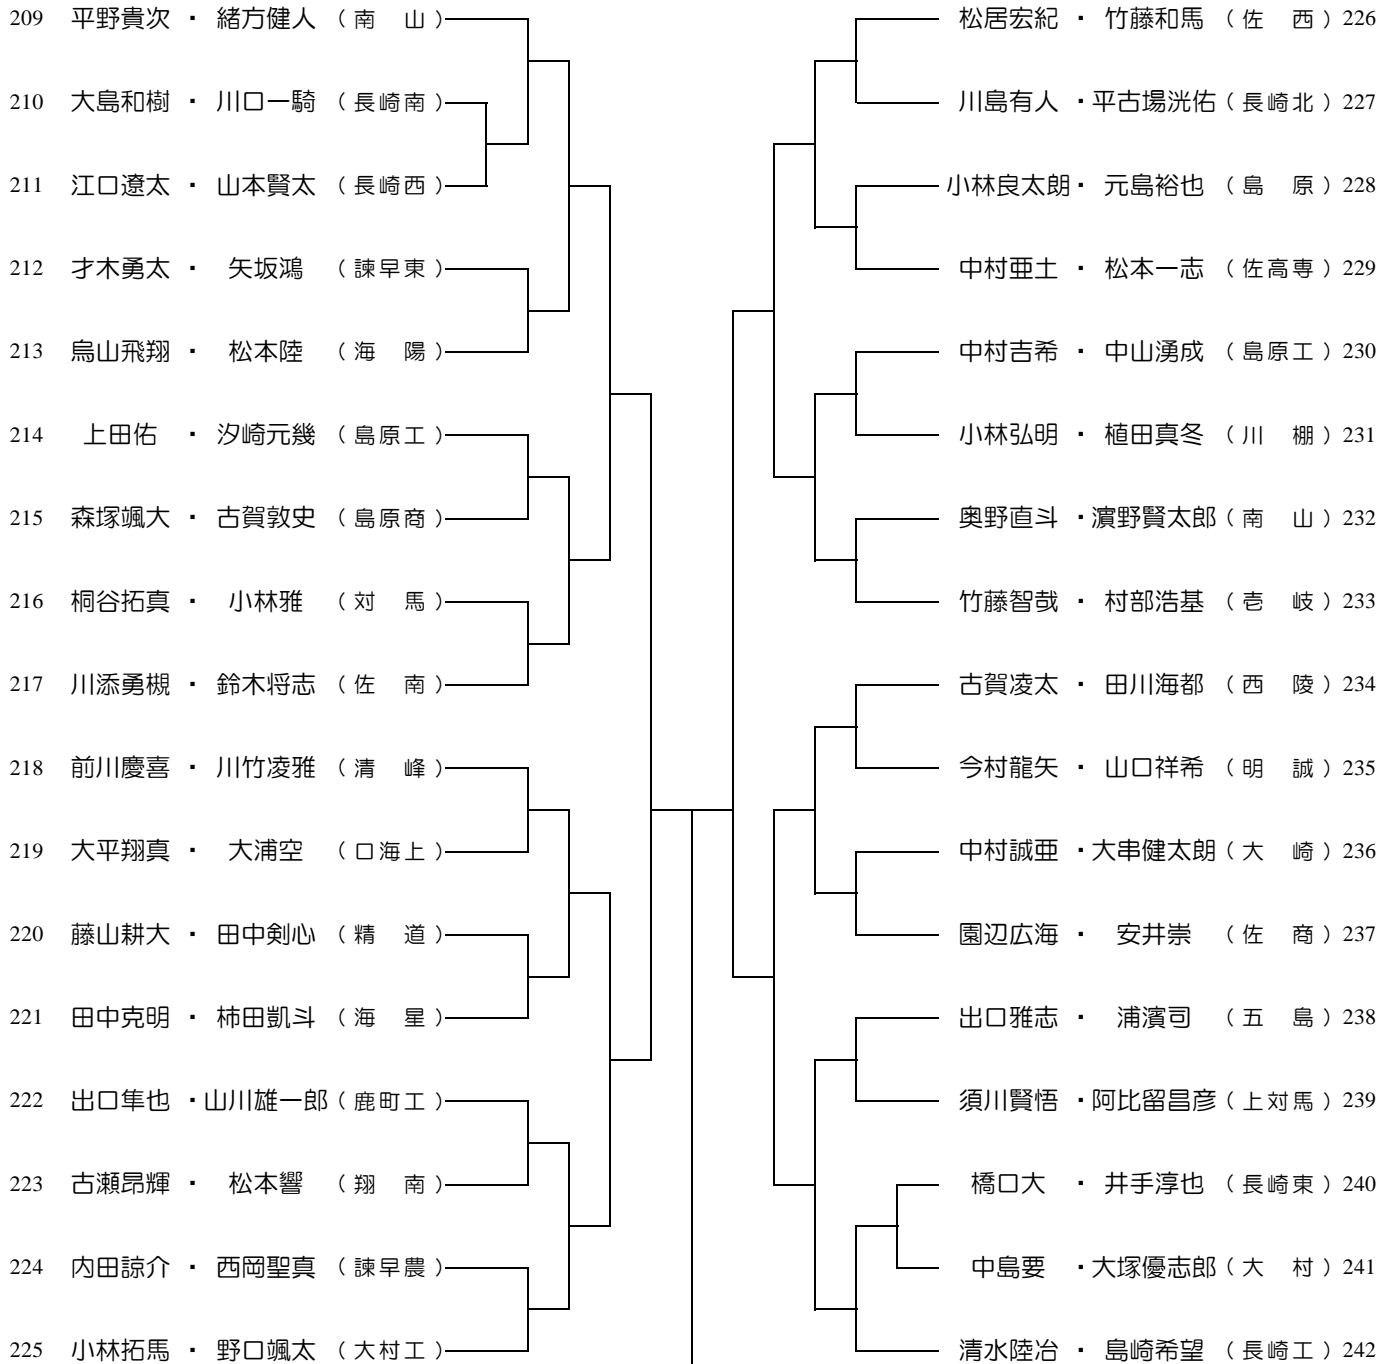 209 平野貴次 ・ 緒方健人 （ 南 山 ）
210 大島和樹 ・ 川口一騎 （ 長崎南 ）
211 江口遼太 ・ 山本賢太 （ 長崎西 ）
212 才木勇太 ・ 矢坂鴻 （ 諫早東 ）
213 烏山飛翔 ・ 松本陸 （ 海 陽 ）
214 上田佑 ・ 汐崎元幾 （ 島原工 ）
215 森塚颯大 ・ 古賀敦史 （ 島原商 ）
216 桐谷拓真 ・ 小林雅 （ 対 馬 ）
217 川添勇槻 ・ 鈴木将志 （ 佐 南 ）
218 前川慶喜 ・ 川竹凌雅 （ 清 峰 ）
219 大平翔真 ・ 大浦空 （ 口海上 ）
220 藤山耕大 ・ 田中剣心 （ 精 道 ）
221 田中克明 ・ 柿田凱斗 （ 海 星 ）
222 出口隼也 ・ 山川雄一郎 （ 鹿町工 ）
223 古瀬昂輝 ・ 松本響 （ 翔 南 ）
224 内田諒介 ・ 西岡聖真 （ 諫早農 ）
225 小林拓馬 ・ 野口颯太 （ 大村工 ）
松居宏紀 ・ 竹藤和馬 （ 佐 西 ） 226
川島有人 ・ 平古場洸佑 （ 長崎北 ） 227
小林良太朗 ・ 元島裕也 （ 島 原 ） 228
中村亜土 ・ 松本一志 （ 佐高専 ） 229
中村吉希 ・ 中山湧成 （ 島原工 ） 230
小林弘明 ・ 植田真冬 （ 川 棚 ） 231
奥野直斗 ・ 濵野賢太郎 （ 南 山 ） 232
竹藤智哉 ・ 村部浩基 （ 壱 岐 ） 233
古賀凌太 ・ 田川海都 （ 西 陵 ） 234
今村龍矢 ・ 山口祥希 （ 明 誠 ） 235
中村誠亜 ・ 大串健太朗 （ 大 崎 ） 236
園辺広海 ・ 安井崇 （ 佐 商 ） 237
出口雅志 ・ 浦濱司 （ 五 島 ） 238
須川賢悟 ・ 阿比留昌彦 （ 上対馬 ） 239
橋口大 ・ 井手淳也 （ 長崎東 ） 240
中島要 ・ 大塚優志郎 （ 大 村 ） 241
清水陸冶 ・ 島崎希望 （ 長崎工 ） 242